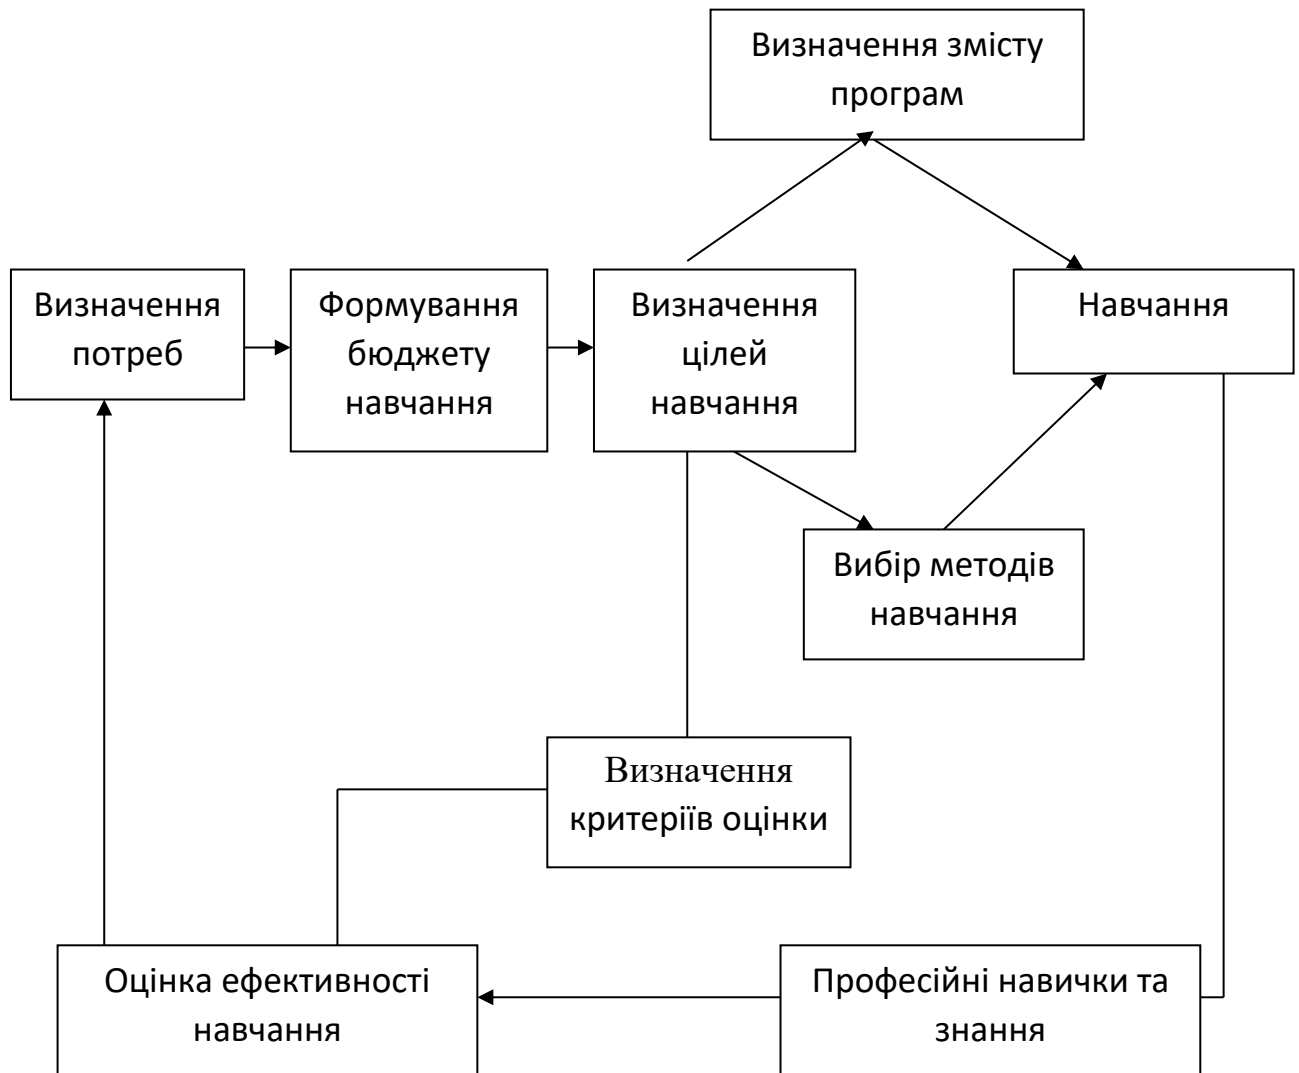 Визначення змісту
програм
Визначення
потреб
Формування
бюджету
навчання
Визначення
цілей
навчання
Навчання
Вибір методів
навчання
Визначення
критеріїв оцінки
Оцінка ефективності
навчання
Професійні навички та
знання